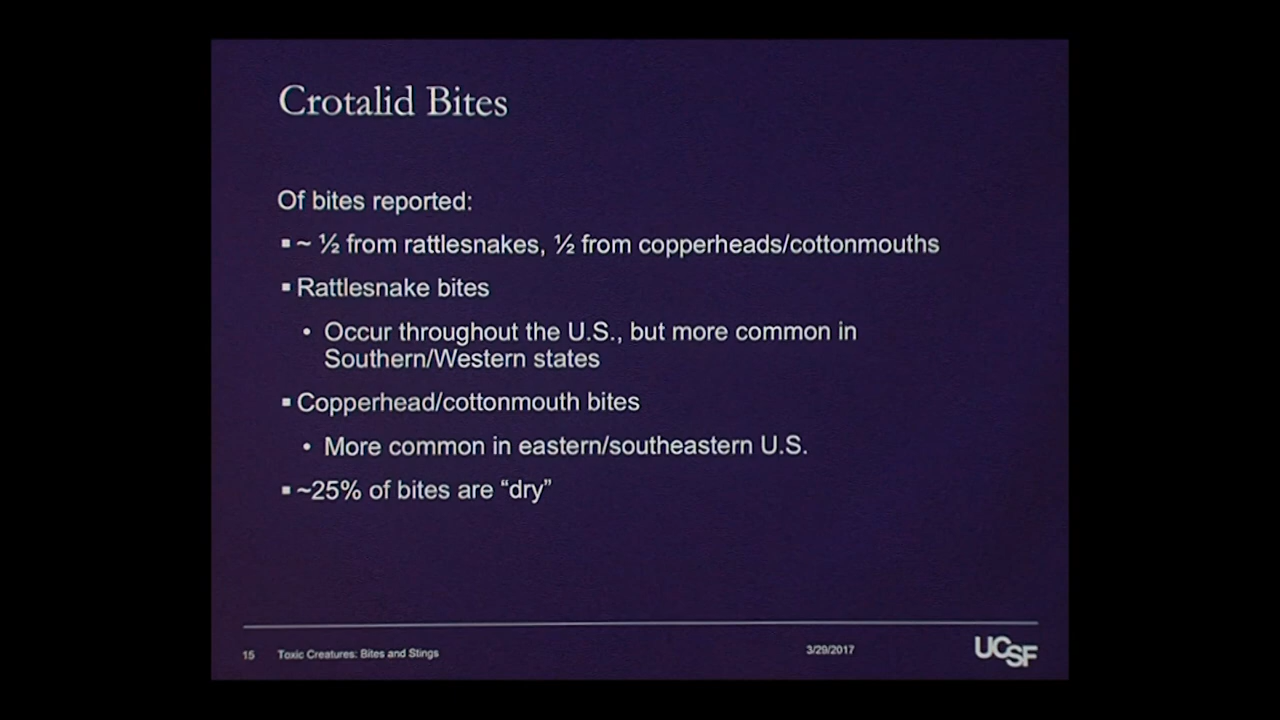 Crotalid Bites
Of bites reported:
▪ ~ ½ from rattlesnakes, ½ from copperheads/cottonmouths
▪ Rattlesnake bites
• Occur throughout the U.S., but more common in
Southern/Western states
▪ Copperhead/cottonmouth bites
• More common in eastern/southeastern U.S.
▪ ~25% of bites are “dry”
15 Toxic Creatures: Bites and Stings 3/29/2017 UCSF